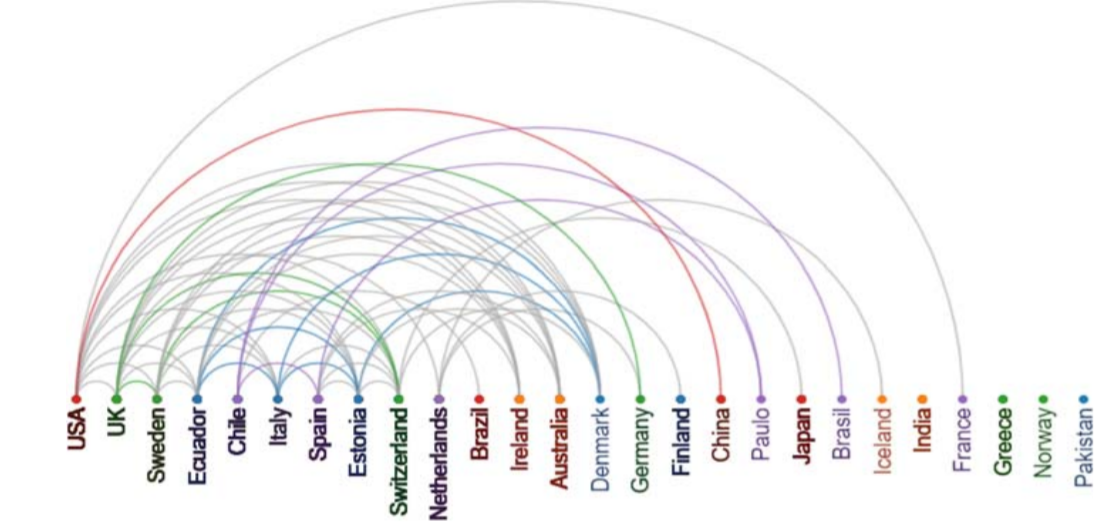 USA
UK
Sweden
Ecuador
Chile
Italy
Spain
Estonia
Switzerland
Netherlands
Brazil
Ireland
Australia
Denmark
Germany
Finland
China
Paulo
Japan
Brasil
Iceland
India
France
Greece
Norway
Pakistan